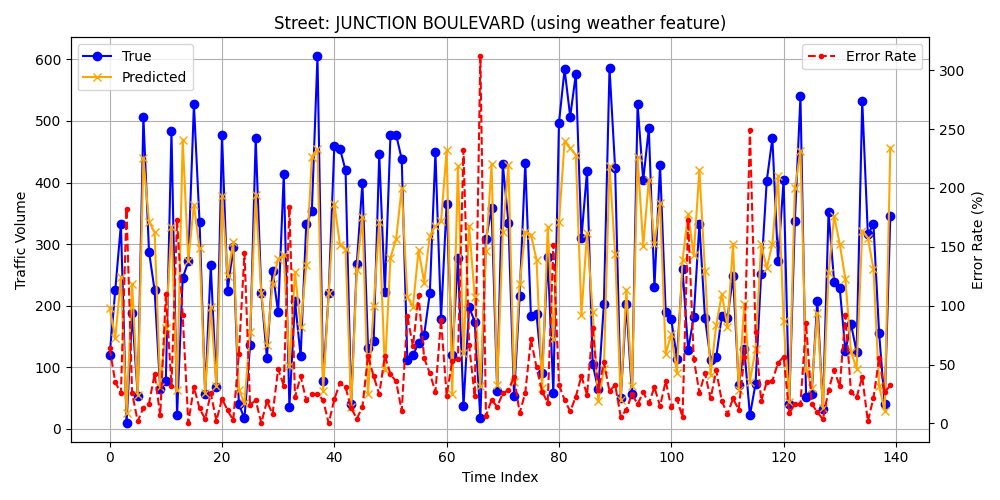 Street: JUNCTION BOULEVARD (using weather feature)
True
Predicted
Error Rate
Traffic Volume
600
500
400
300
200
100
0
300
250
200
150
100
50
0
Error Rate (%)
0 20 40 60 80 100 120 140
Time Index